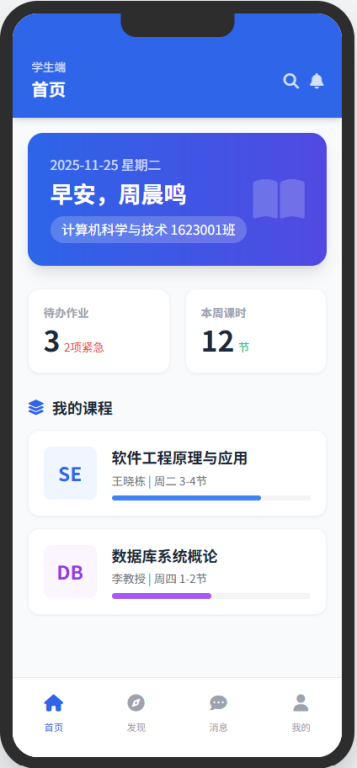 学生端
首页
2025-11-25 星期二
早安，周晨鸣
计算机科学与技术 1623001班
待办作业
3 2项紧急
本周课时
12 节
我的课程
SE
软件工程原理与应用
王晓栋 | 周二 3-4节
DB
数据库系统概论
李教授 | 周四 1-2节
首页
发现
消息
我的